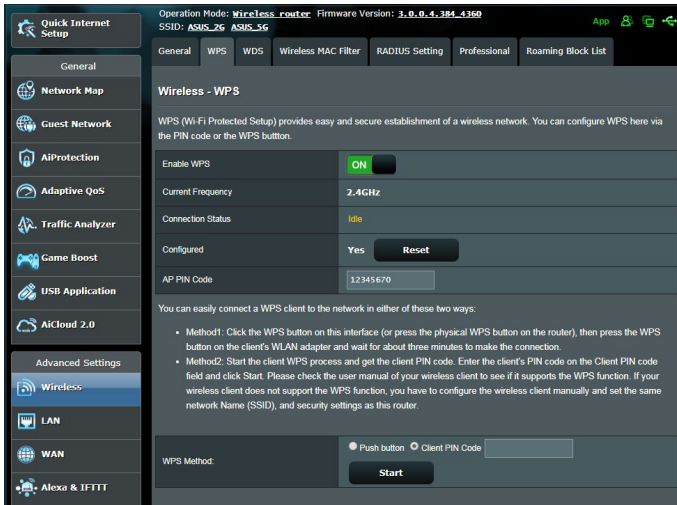 Quick Internet
Setup
General
Network Map
Guest Network
AiProtection
Adaptive QoS
Traffic Analyzer
Game Boost
USB Application
AiCloud 2.0
Advanced Settings
Wireless
LAN
WAN
Alexa & IFTTT
Operation Mode: Wireless router Firmware Version: 3.0.0.4.384_4360
SSID: ASUS_2G ASUS_5G
App
General WPS WDS Wireless MAC Filter RADIUS Setting Professional Roaming Block List
Wireless - WPS
WPS (Wi-Fi Protected Setup) provides easy and secure establishment of a wireless network. You can configure WPS here via
the PIN code or the WPS buttton.
Enable WPS ON
Current Frequency 2.4GHz
Connection Status Idle
Configured Yes Reset
AP PIN Code 12345670
You can easily connect a WPS client to the network in either of these two ways:
• Method1: Click the WPS button on this interface (or press the physical WPS button on the router), then press the WPS
button on the client's WLAN adapter and wait for about three minutes to make the connection.
• Method2: Start the client WPS process and get the client PIN code. Enter the client's PIN code on the Client PIN code
field and click Start. Please check the user manual of your wireless client to see if it supports the WPS function. If your
wireless client does not support the WPS function, you have to configure the wireless client manually and set the same
network Name (SSID), and security settings as this router.
WPS Method: Push button Client PIN Code
Start